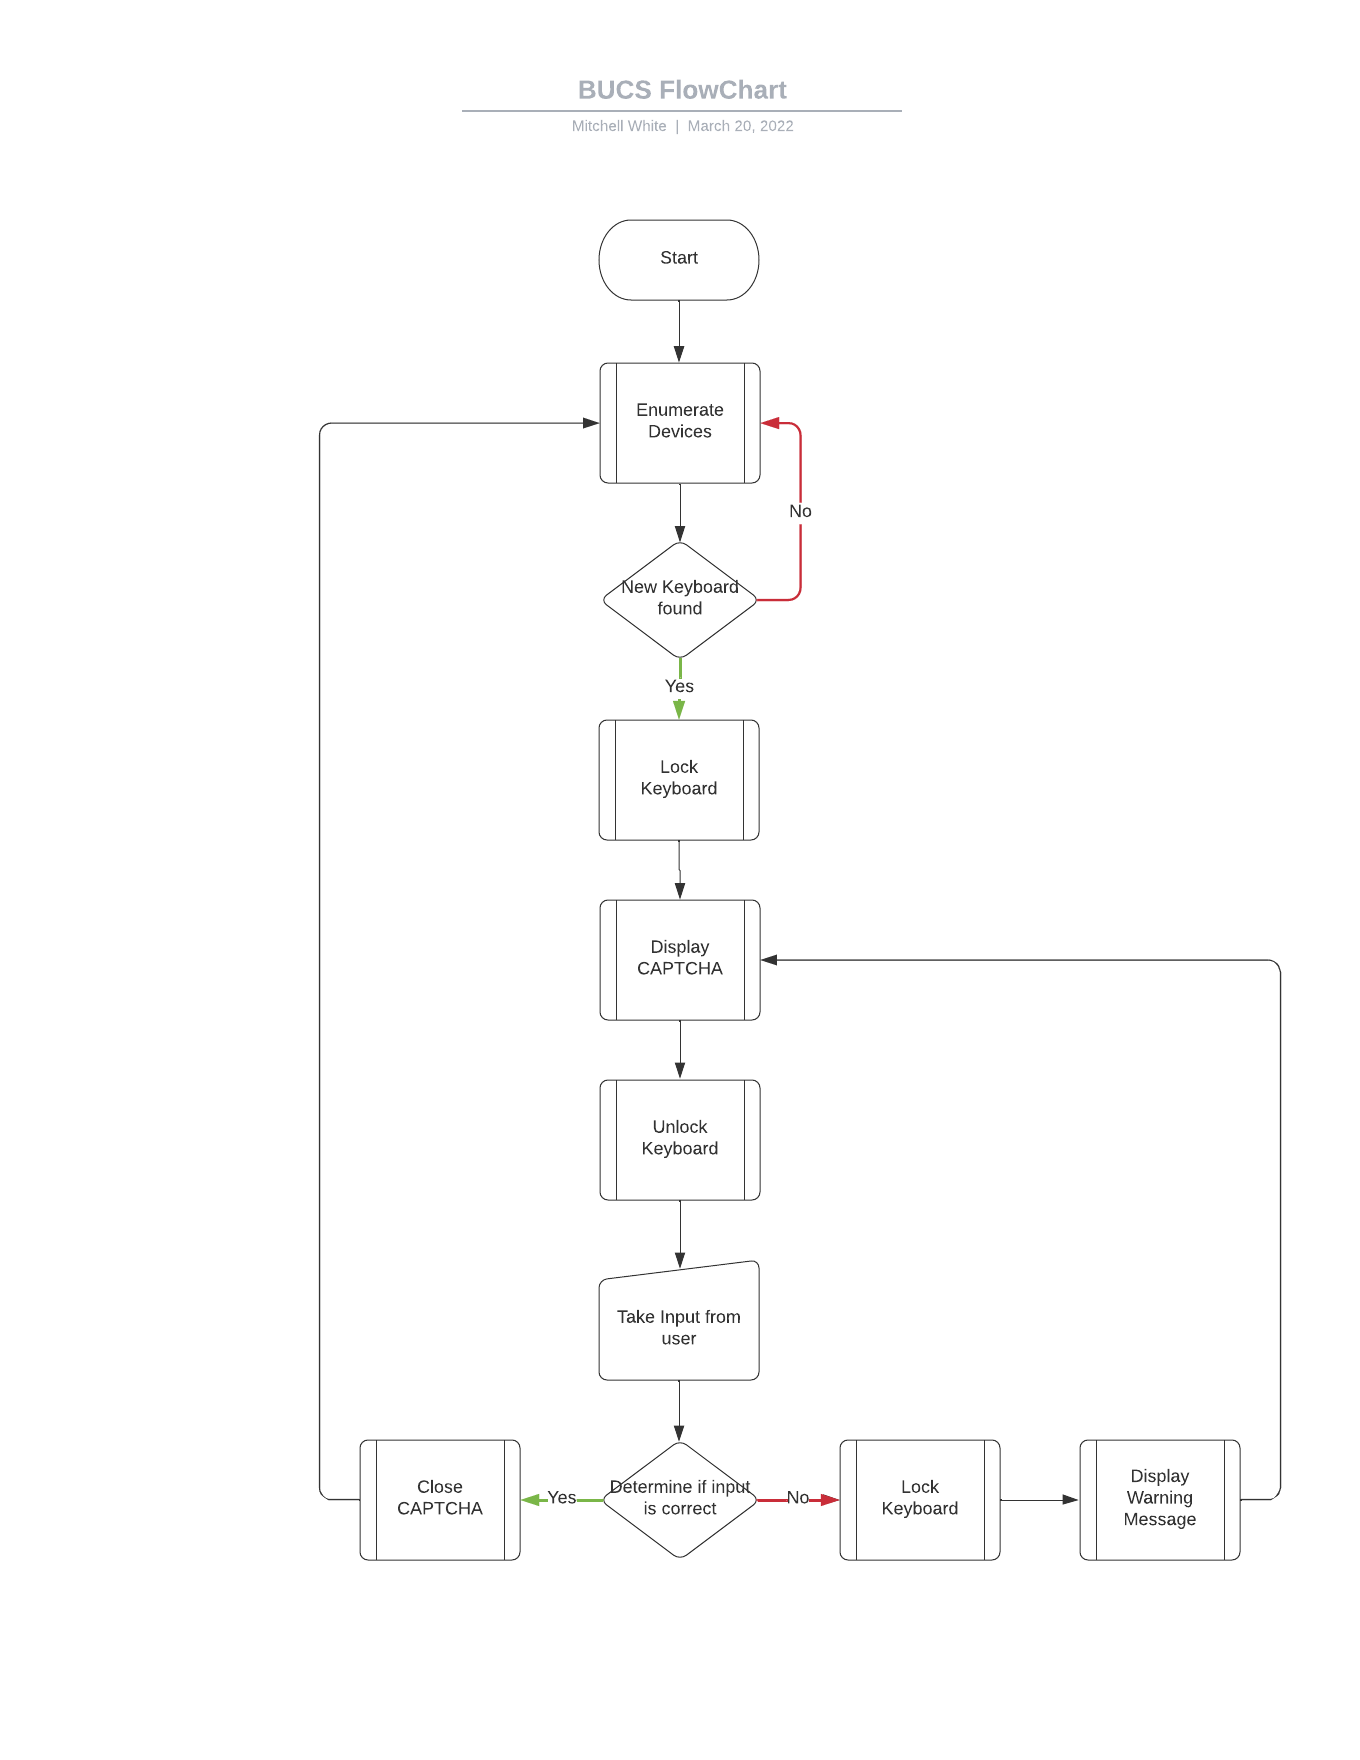 BUCS FlowChart
Mitchell White | March 20, 2022
Start
Enumerate
Devices
No
New Keyboard
found
Yes
Lock
Keyboard
Display
CAPTCHA
Unlock
Keyboard
Take Input from
user
Close
CAPTCHA
Yes
Determine if input
is correct
No
Lock
Keyboard
Display
Warning
Message